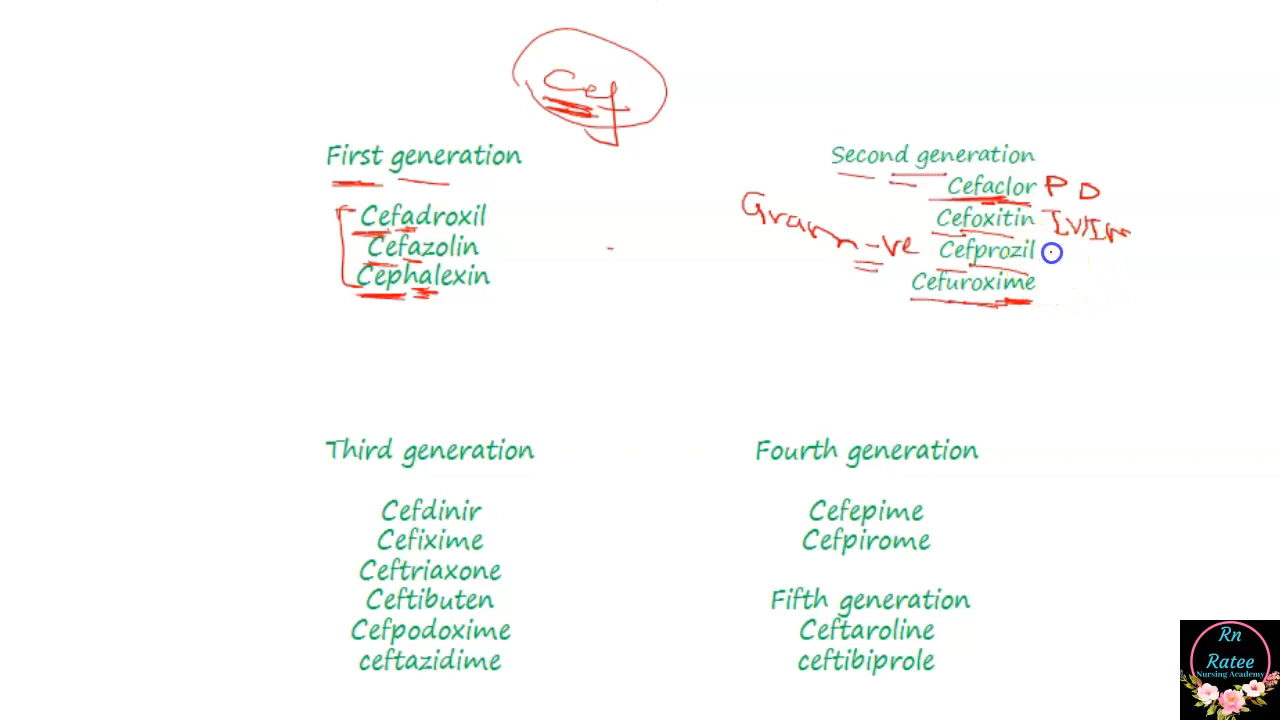 Cef
First generation
Cefadroxil
Cefazolin
Cephalexin
Second generation
Cefaclor P O
Cefoxitin IV/IM
Cefprozil
Cefuroxime
Gram -ve
Third generation
Cefdinir
Cefixime
Ceftriaxone
Ceftibuten
Cefpodoxime
ceftazidime
Fourth generation
Cefepime
Cefpirome
Fifth generation
Ceftaroline
ceftibiprole
Rn
Ratee
Nursing Academy